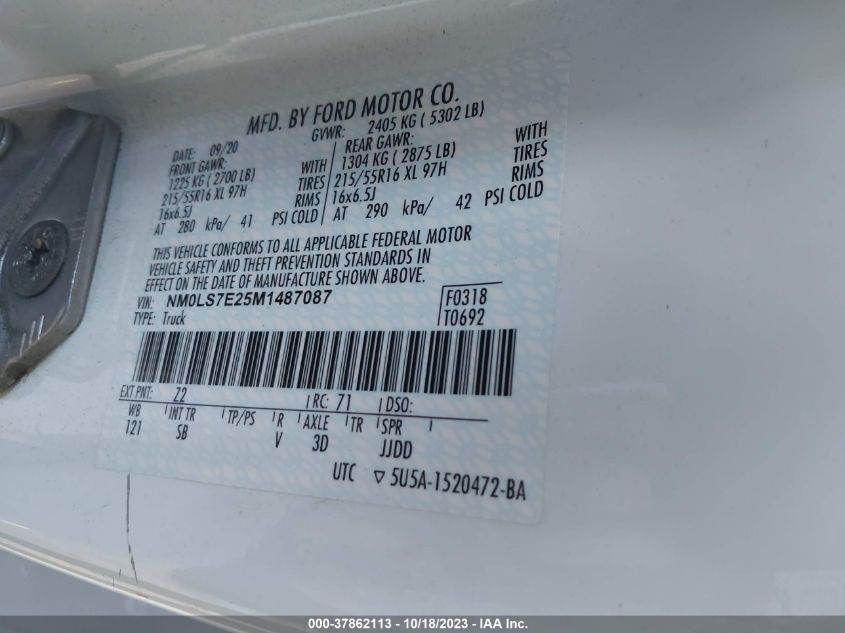 MFD. BY FORD MOTOR CO.
DATE: 09/20 GVWR: 2405 KG ( 5302 LB)
FRONT GAWR: REAR GAWR:
1225 KG ( 2700 LB) WITH 1304 KG ( 2875 LB) WITH
215/55R16 XL 97H TIRES 215/55R16 XL 97H TIRES
16x6.5J RIMS 16x6.5J RIMS
AT 280 kPa/ 41 PSI COLD AT 290 kPa/ 42 PSI COLD
THIS VEHICLE CONFORMS TO ALL APPLICABLE FEDERAL MOTOR
VEHICLE SAFETY AND THEFT PREVENTION STANDARDS IN
EFFECT ON THE DATE OF MANUFACTURE SHOWN ABOVE.
VIN: NM0LS7E25M1487087 F0318
TYPE: Truck T0692
EXT PNT: Z2 RC: 71 DSO:
WB INT TR TP/PS R AXLE TR SPR
121 SB V 3D JJDD
UTC ▽ 5U5A-1520472-BA
000-37862113 - 10/18/2023 - IAA Inc.